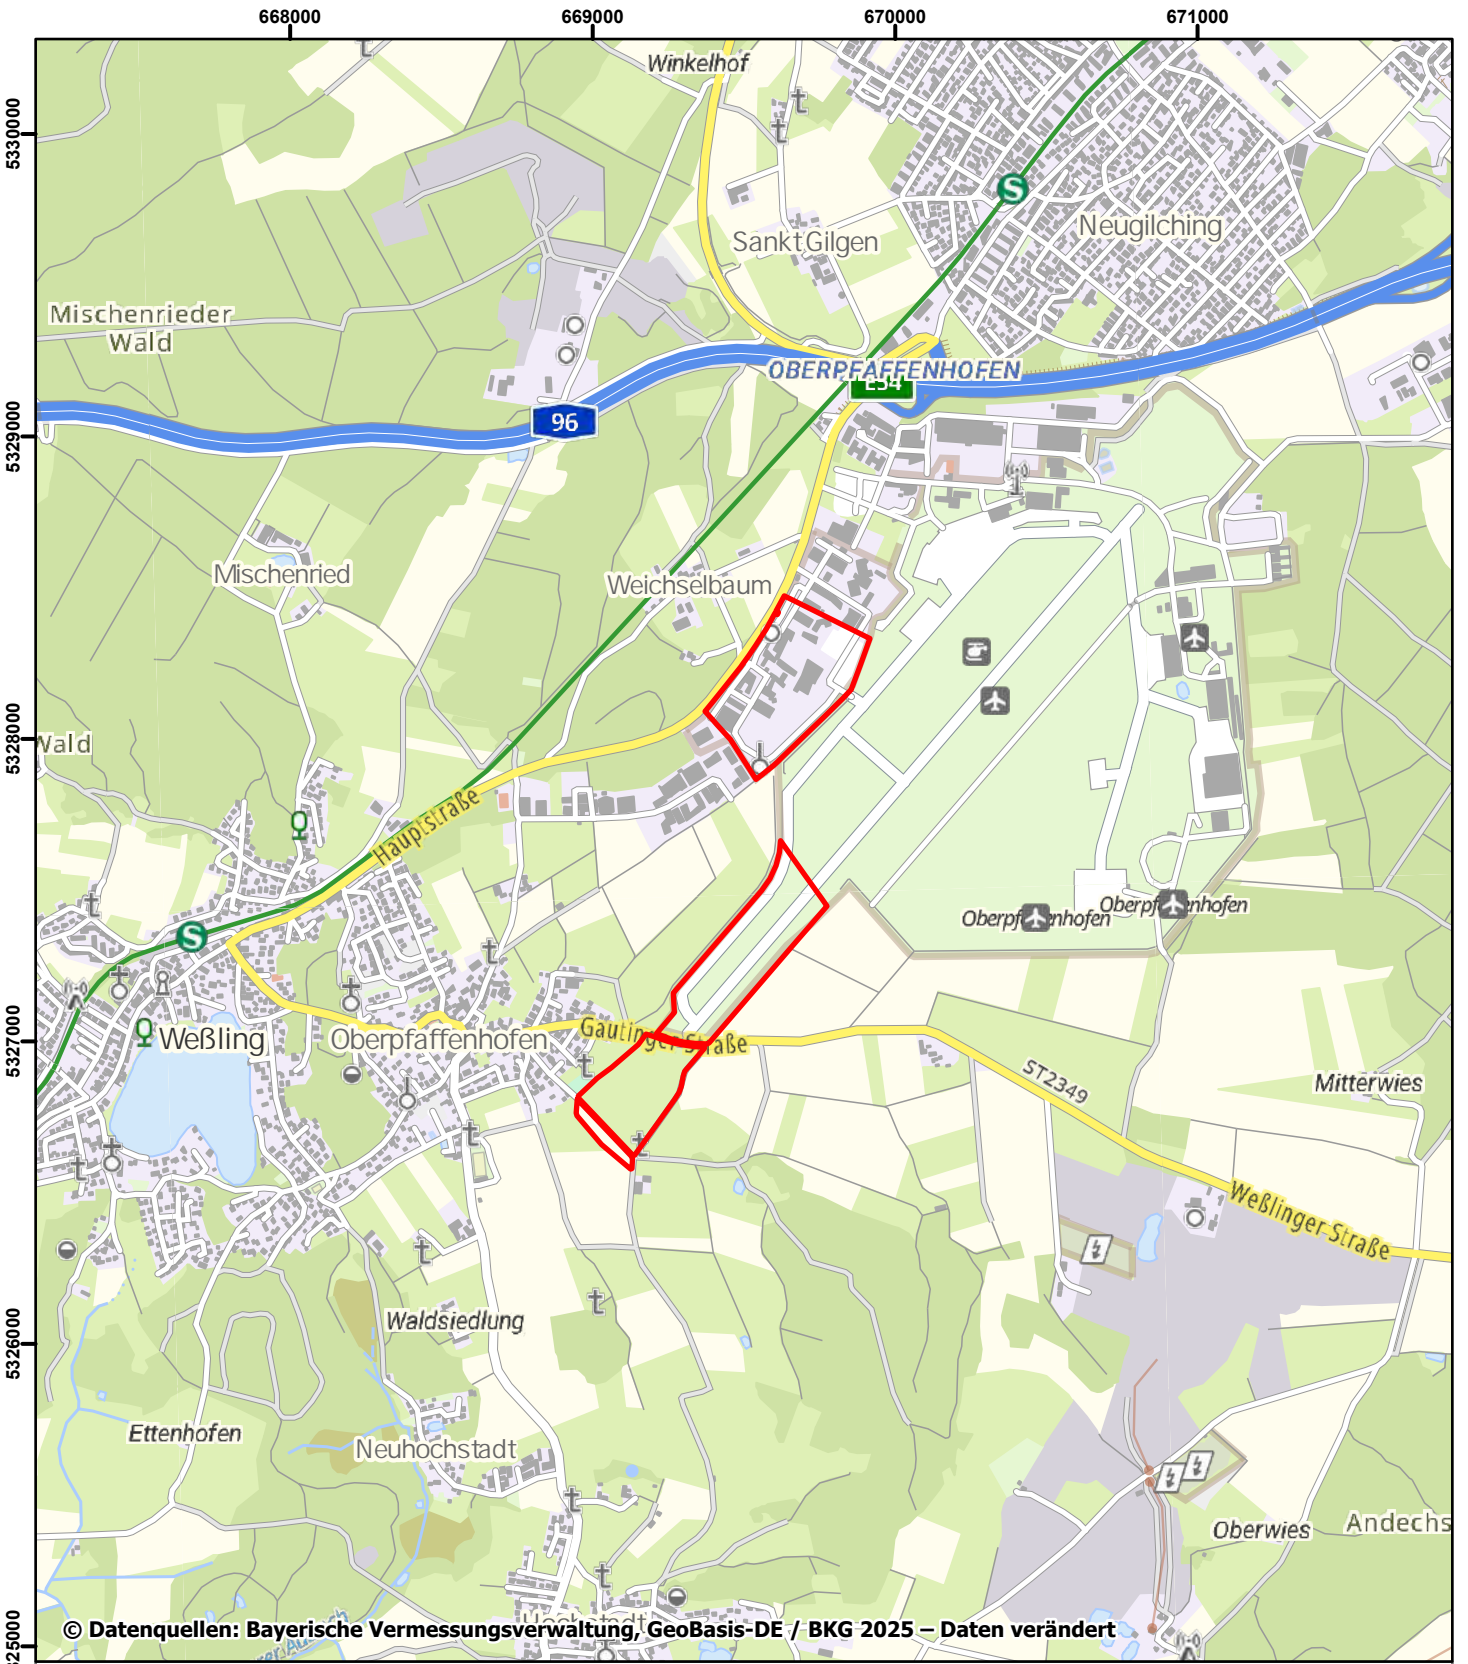 668000
669000
670000
671000
5330000
5329000
5328000
5327000
5326000
5325000
Winkelhof
Sankt Gilgen
Neugilching
Mischenrieder
Wald
OBERPFAFFENHOFEN
E54
96
Mischenried
Weichselbaum
Wald
Hauptstraße
S
S
Oberpfaffenhofen
Oberpfaffenhofen
Weßling
Oberpfaffenhofen
Gautinger Straße
ST2349
Mitterwies
Weßlinger Straße
Waldsiedlung
Ettenhofen
Neuhochstadt
Oberwies
Andechs
Hochstadt
© Datenquellen: Bayerische Vermessungsverwaltung, GeoBasis-DE / BKG 2025 – Daten verändert